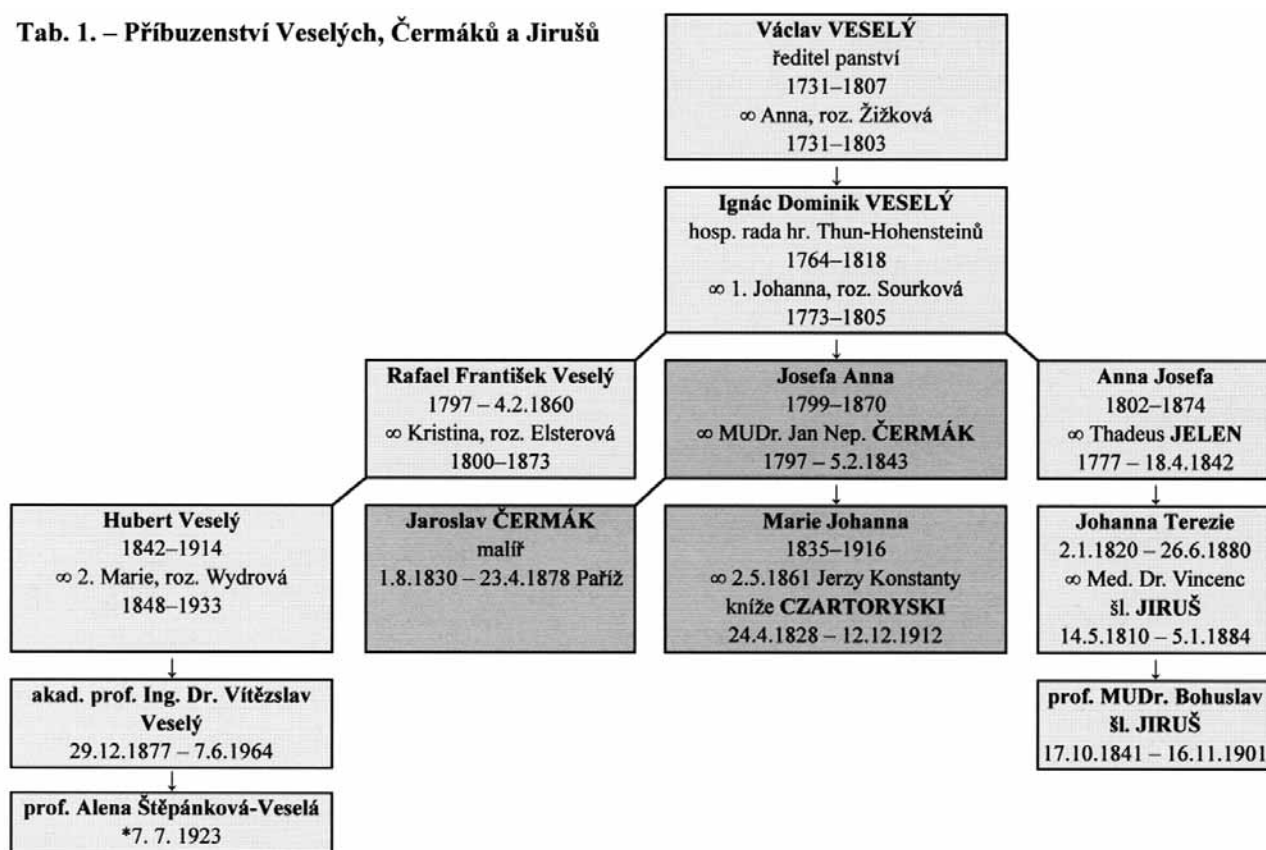 Tab. 1. – Příbuzenství Veselých, Čermáků a Jirušů
Václav VESELÝ
ředitel panství
1731–1807
∞ Anna, roz. Žižková
1731–1803
↓
Ignác Dominik VESELÝ
hosp. rada hr. Thun-Hohensteinů
1764–1818
∞ 1. Johanna, roz. Sourková
1773–1805
↓
Rafael František Veselý
1797 – 4.2.1860
∞ Kristina, roz. Elsterová
1800–1873
Josefa Anna
1799–1870
∞ MUDr. Jan Nep. ČERMÁK
1797 – 5.2.1843
Anna Josefa
1802–1874
∞ Thadeus JELEN
1777 – 18.4.1842
↓
↓
Hubert Veselý
1842–1914
∞ 2. Marie, roz. Wydrová
1848–1933
Jaroslav ČERMÁK
malíř
1.8.1830 – 23.4.1878 Paříž
Marie Johanna
1835–1916
∞ 2.5.1861 Jerzy Konstanty
kníže CZARTORYSKI
24.4.1828 – 12.12.1912
Johanna Terezie
2.1.1820 – 26.6.1880
∞ Med. Dr. Vincenc
šl. JIRUŠ
14.5.1810 – 5.1.1884
↓
↓
akad. prof. Ing. Dr. Vítězslav
Veselý
29.12.1877 – 7.6.1964
prof. MUDr. Bohuslav
šl. JIRUŠ
17.10.1841 – 16.11.1901
↓
prof. Alena Štěpánková-Veselá
*7. 7. 1923